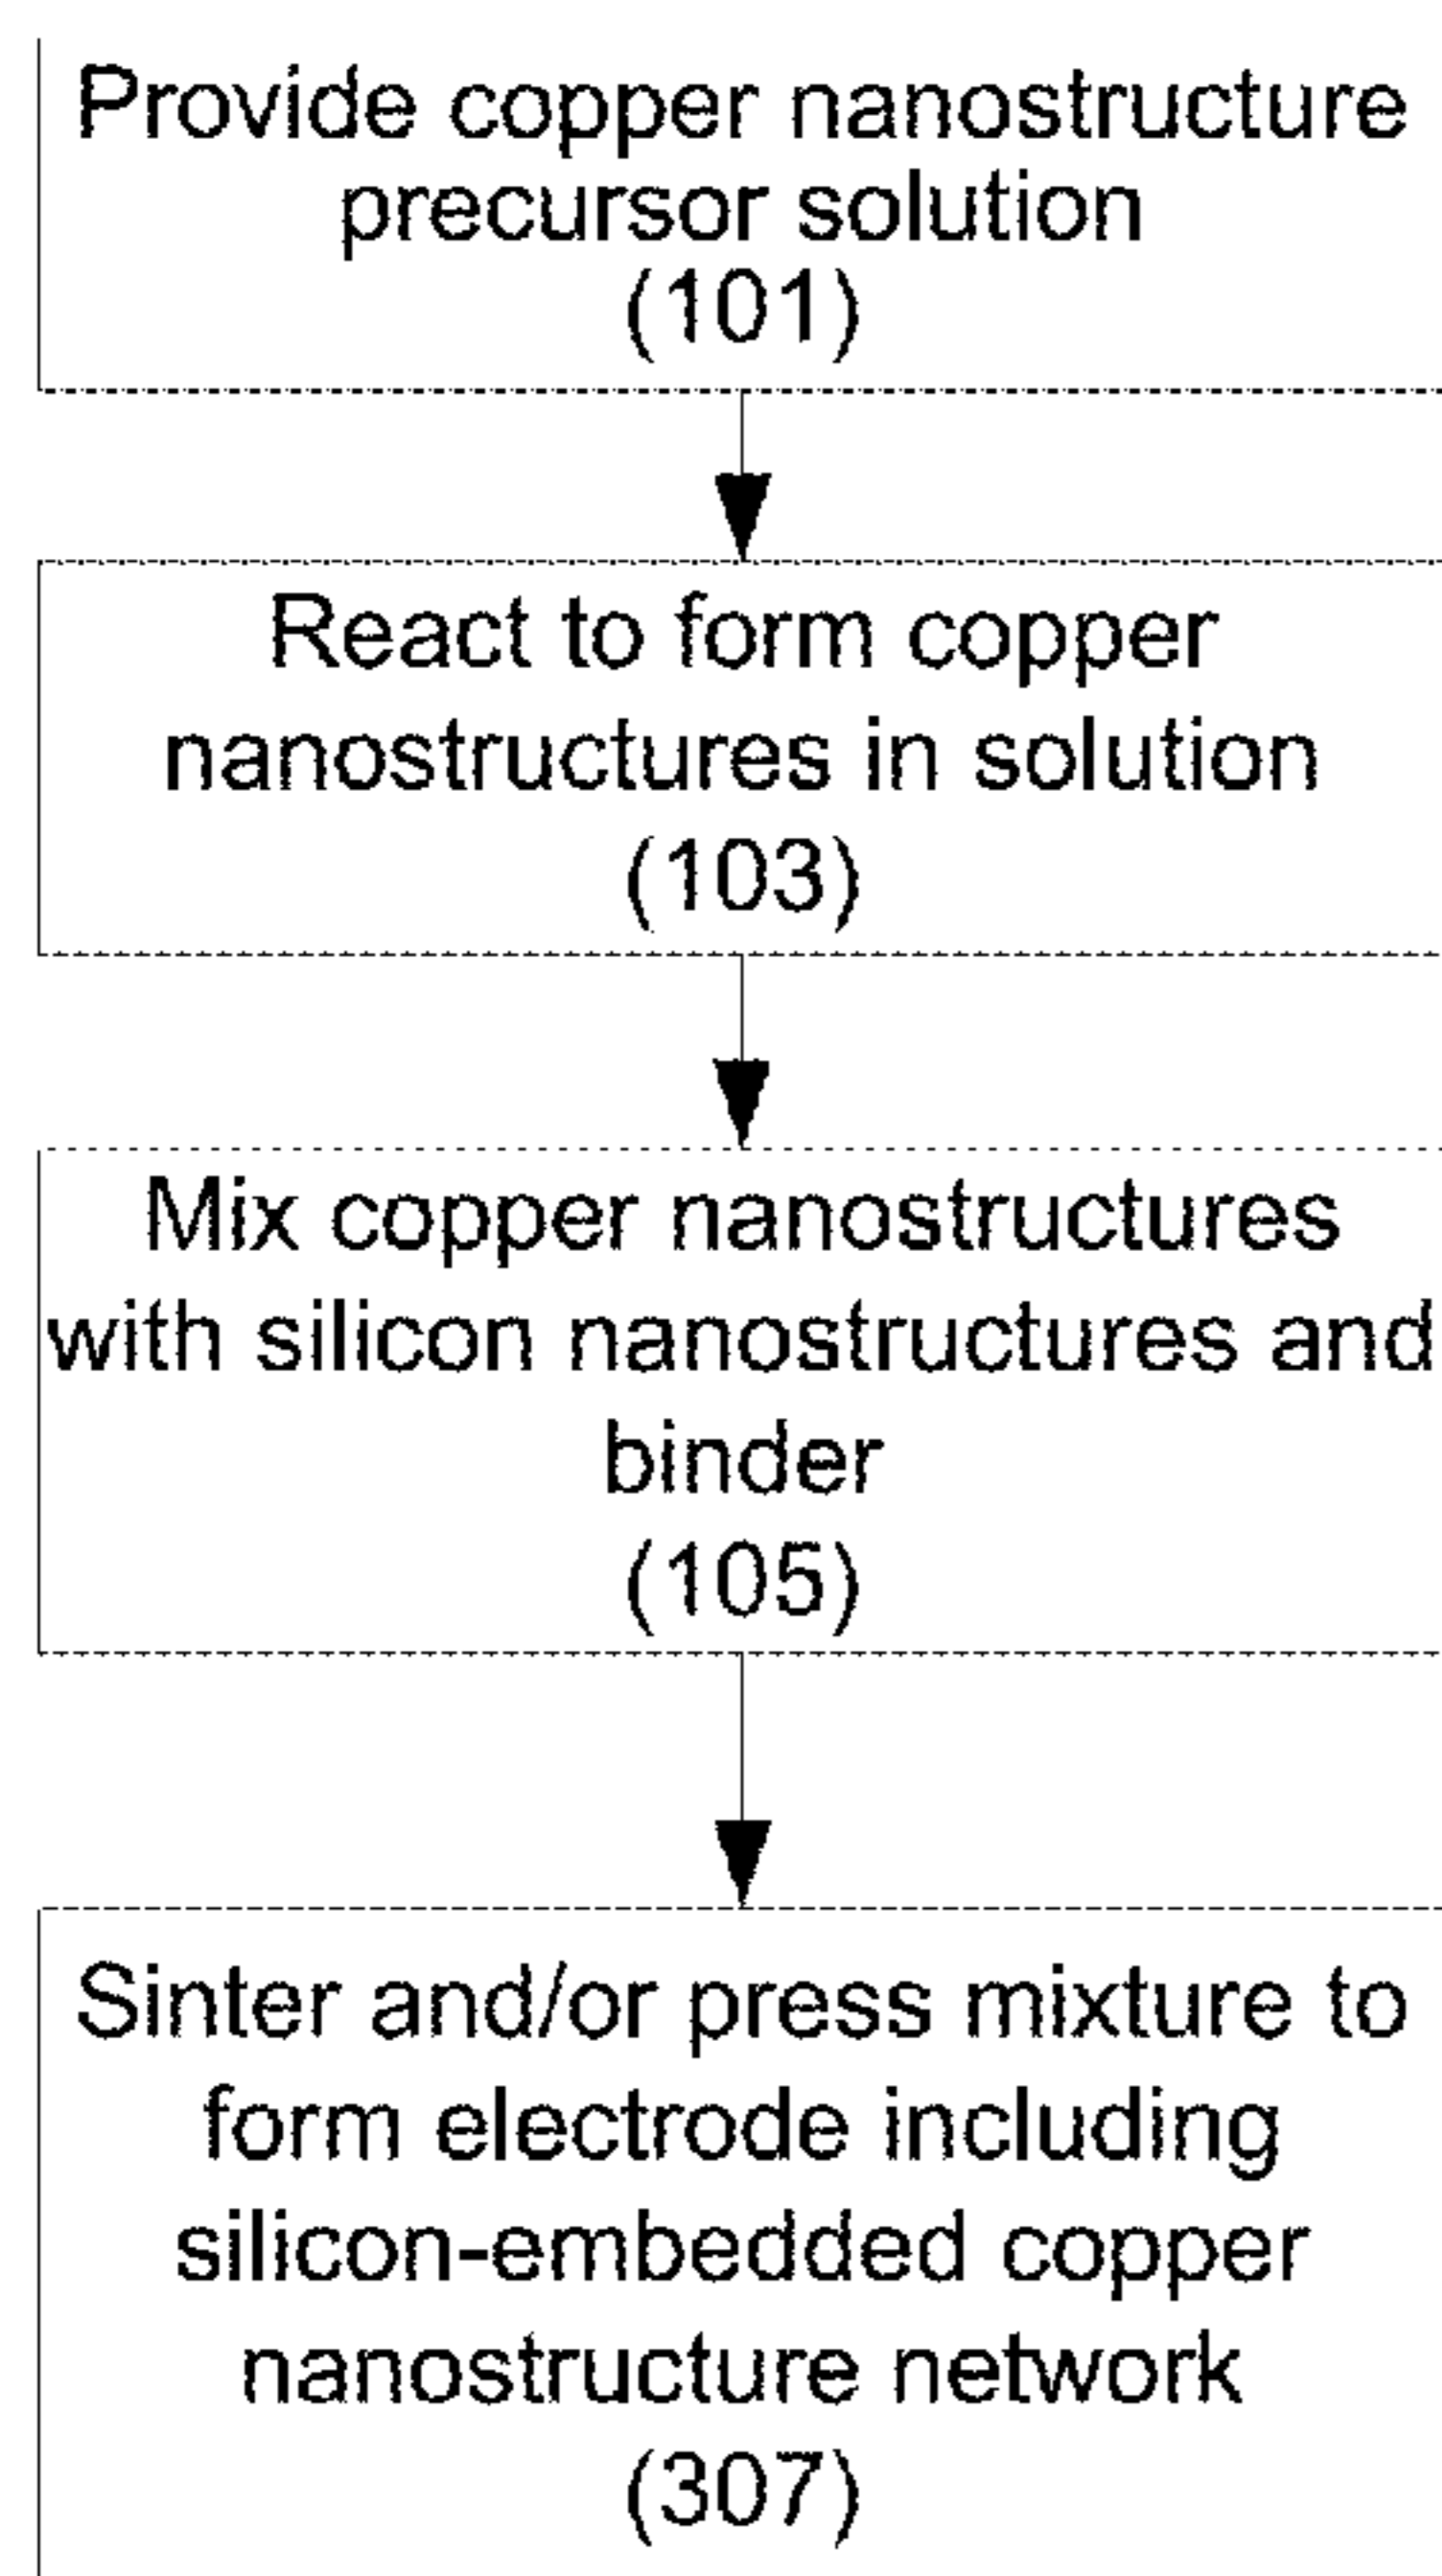 Provide copper nanostructure
precursor solution
(101)
React to form copper
nanostructures in solution
(103)
Mix copper nanostructures
with silicon nanostructures and
binder
(105)
Sinter and/or press mixture to
form electrode including
silicon-embedded copper
nanostructure network
(307)